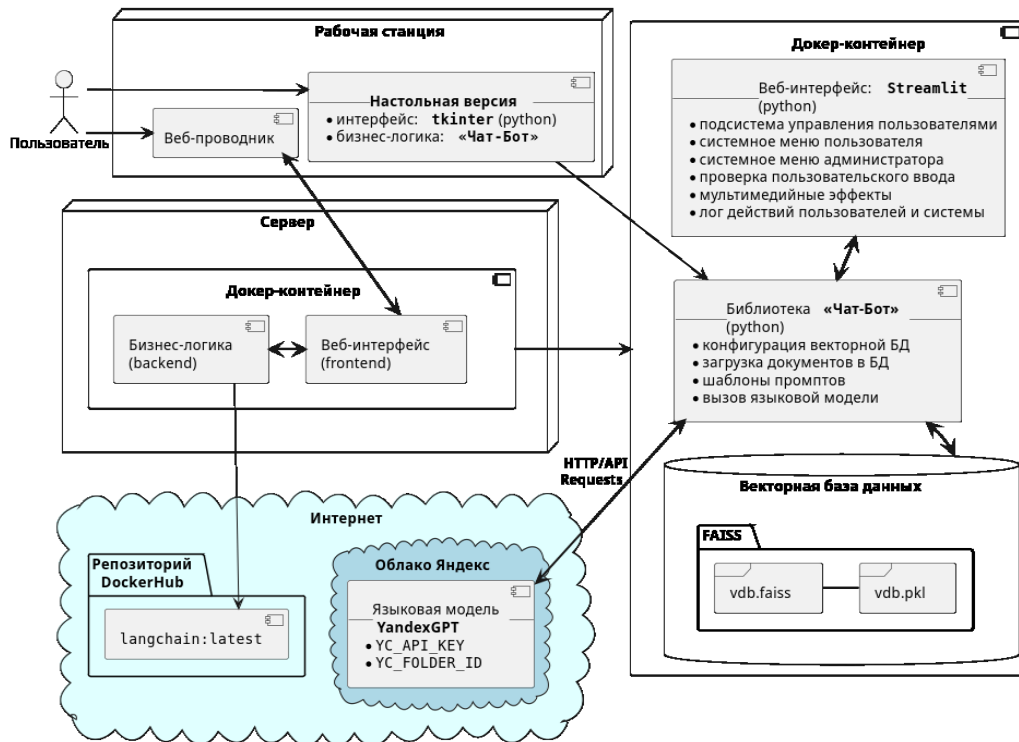 Рабочая станция
Пользователь
Веб-проводник
Настольная версия
• интерфейс: tkinter (python)
• бизнес-логика: «Чат-Бот»
Сервер
Докер-контейнер
Бизнес-логика
(backend)
Веб-интерфейс
(frontend)
Докер-контейнер
Веб-интерфейс: Streamlit
(python)
• подсистема управления пользователями
• системное меню пользователя
• системное меню администратора
• проверка пользовательского ввода
• мультимедийные эффекты
• лог действий пользователей и системы
Библиотека «Чат-Бот»
(python)
• конфигурация векторной БД
• загрузка документов в БД
• шаблоны промптов
• вызов языковой модели
HTTP/API
Requests
Векторная база данных
FAISS
vdb.faiss
vdb.pkl
Интернет
Репозиторий
DockerHub
langchain:latest
Облако Яндекс
Языковая модель
YandexGPT
• YC_API_KEY
• YC_FOLDER_ID